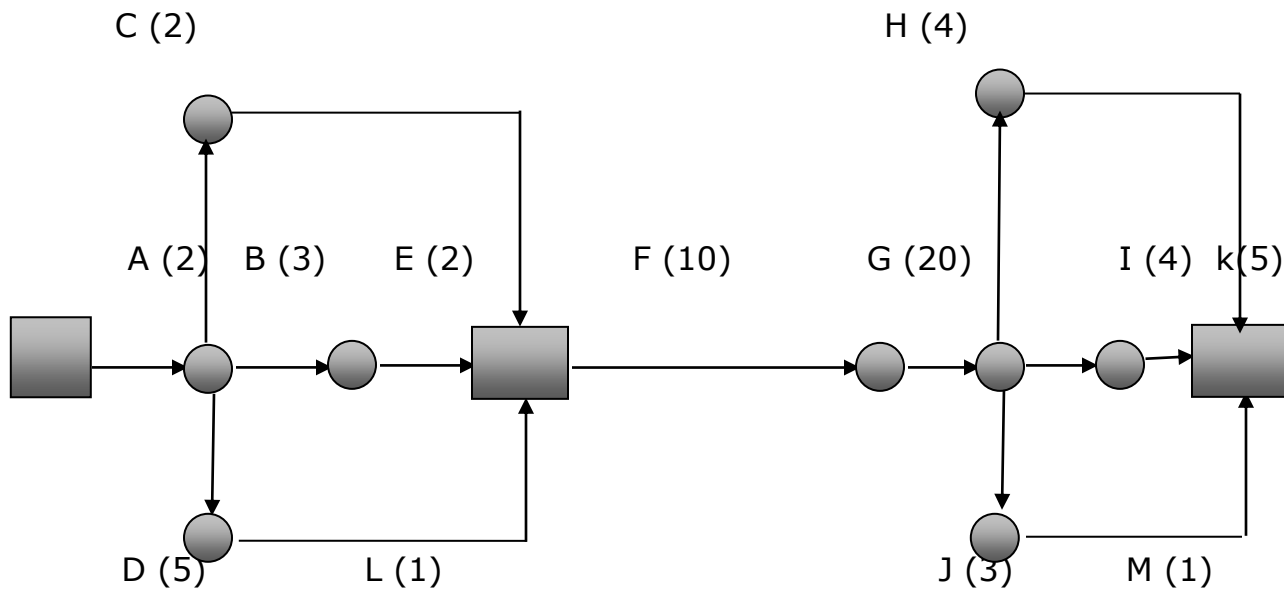 C (2) H (4)
A (2) B (3) E (2) F (10) G (20) I (4) k(5)
D (5) L (1) J (3) M (1)